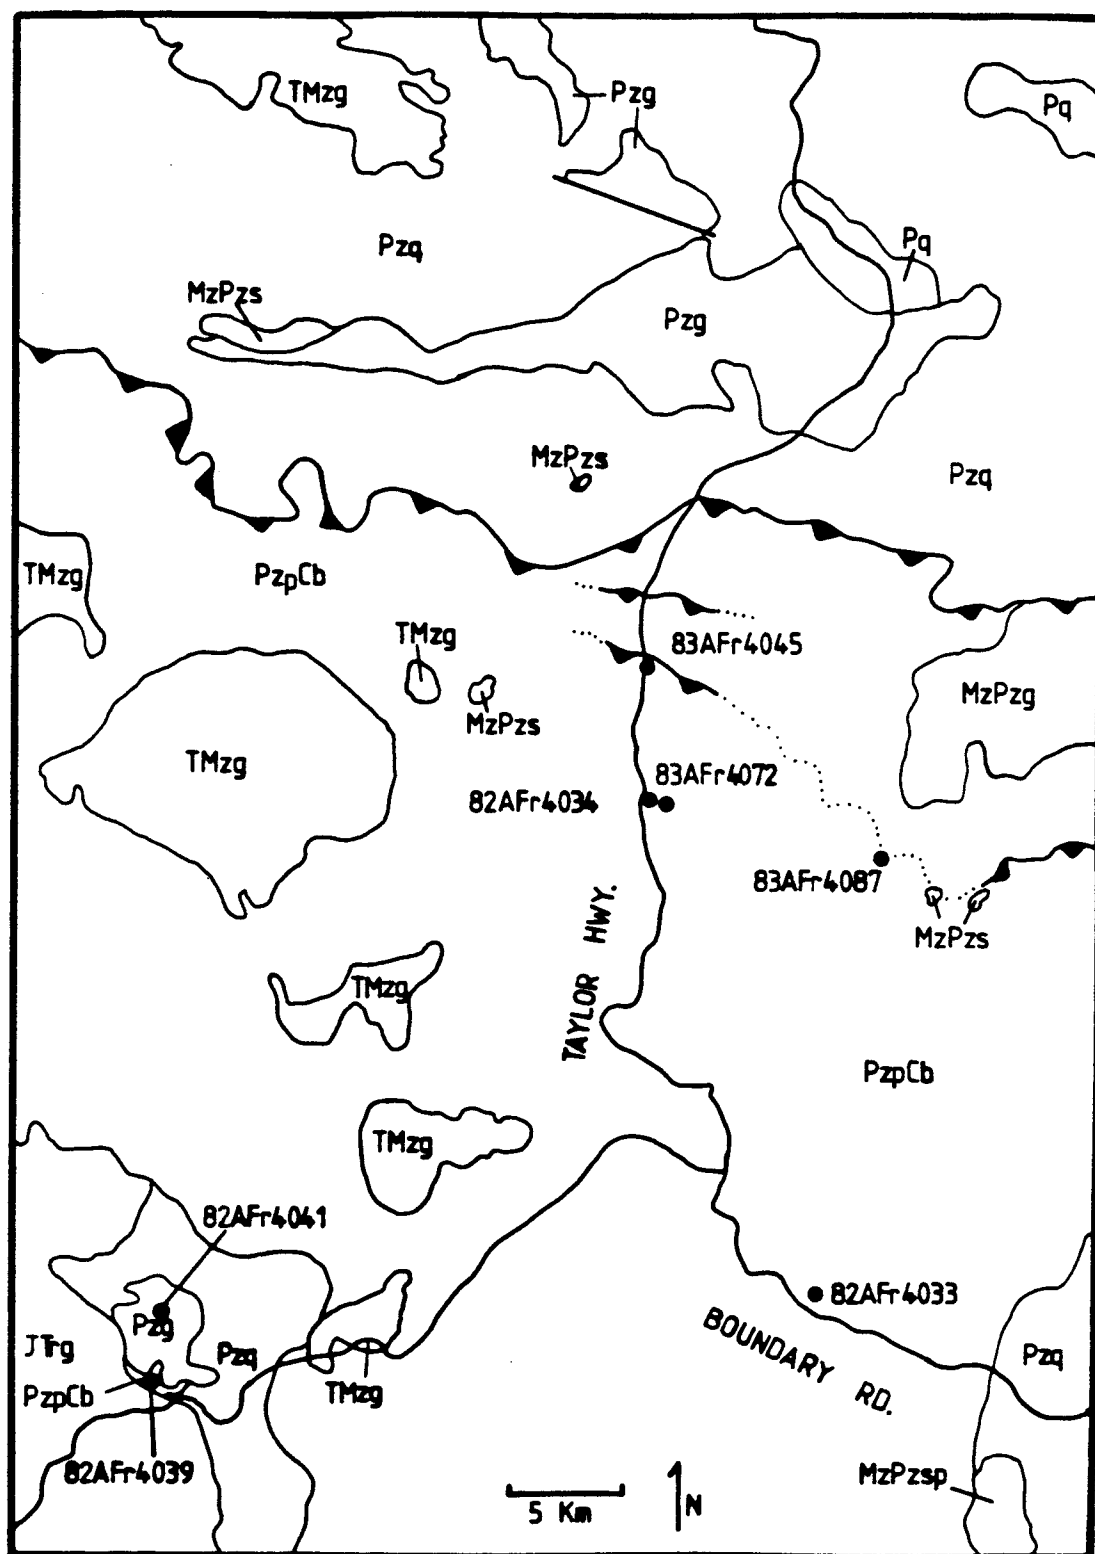 TMzg
Pzg
Pq
Pzq
Pq
MzPzs
Pzg
MzPzs
Pzq
TMzg
PzpCb
TMzg
83AFr4045
MzPzs
MzPzg
TMzg
83AFr4072
82AFr4034
83AFr4087
MzPzs
TAYLOR HWY.
TMzg
PzpCb
TMzg
82AFr4041
82AFr4033
Pzg
JTrg
Pzq
BOUNDARY RD.
Pzq
PzpCb
TMzg
82AFr4039
MzPzsp
5 Km
N